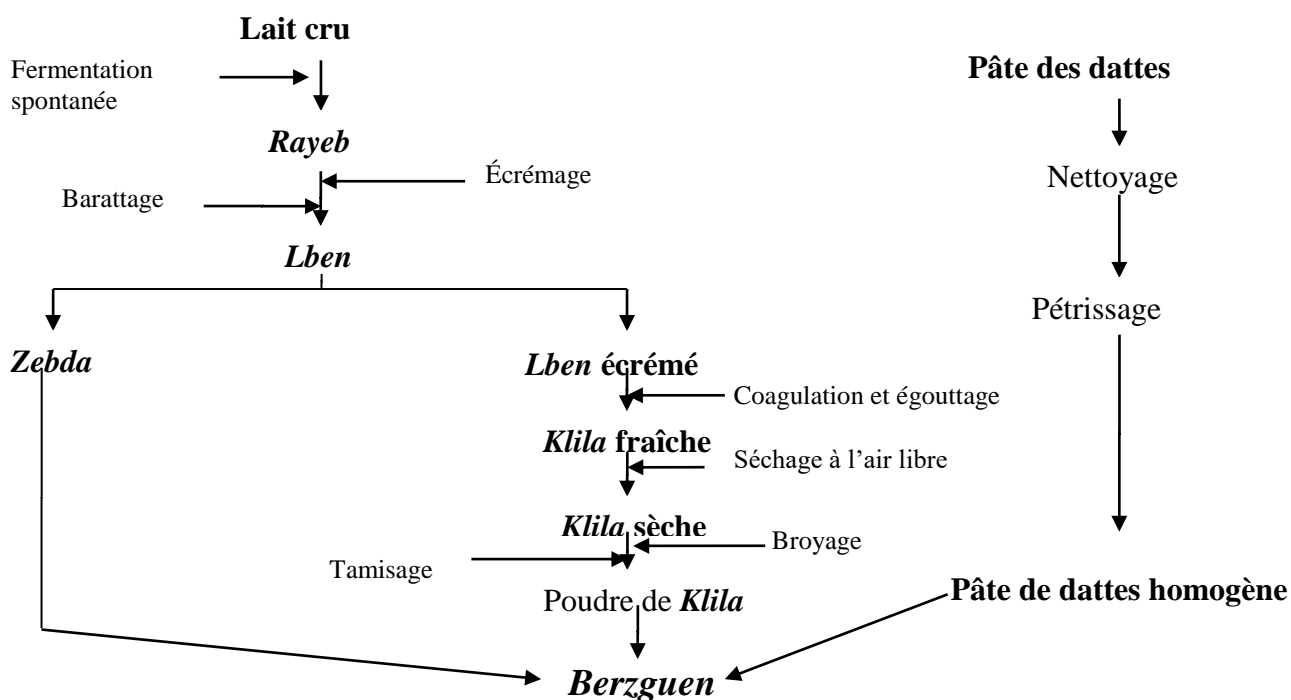 Lait cru
Fermentation
spontanée
Rayeb
Écrémage
Barattage
Lben
Zebda
Lben écrémé
Coagulation et égouttage
Klila fraîche
Séchage à l’air libre
Klila sèche
Broyage
Tamisage
Poudre de Klila
Pâte des dattes
Nettoyage
Pétrissage
Pâte de dattes homogène
Berzguen